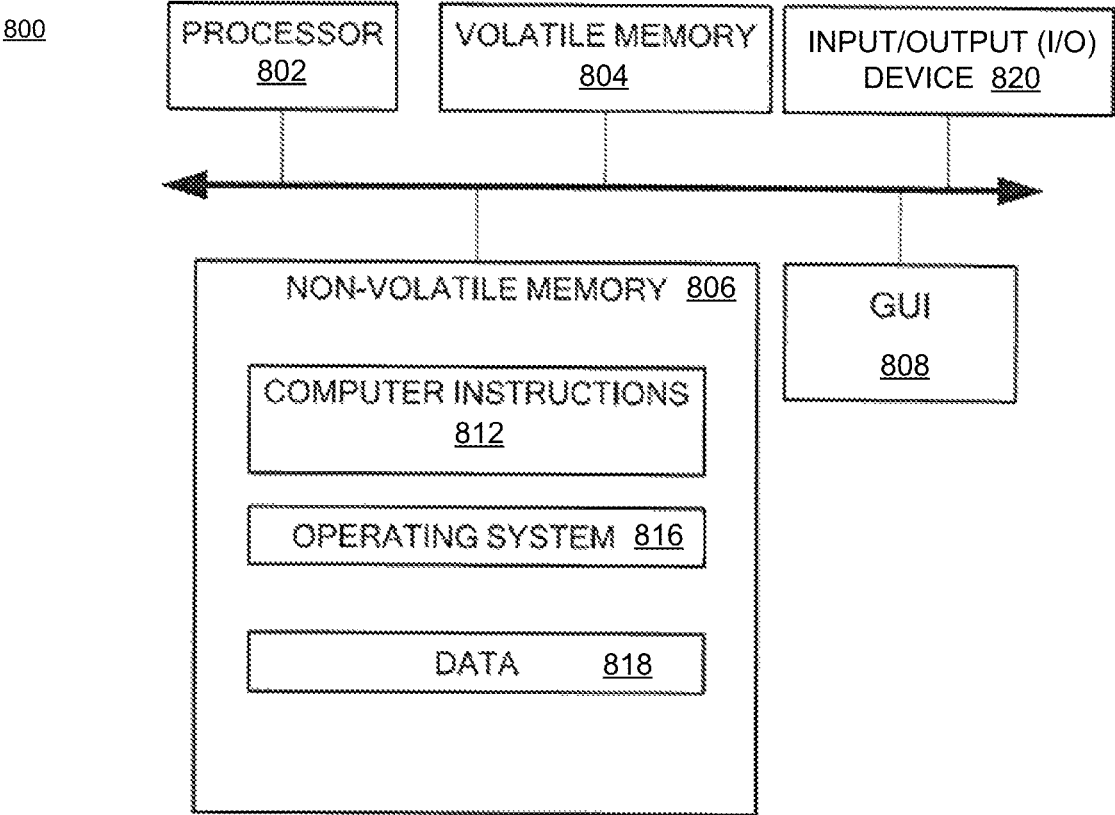 800
PROCESSOR
802
VOLATILE MEMORY
804
INPUT/OUTPUT (I/O)
DEVICE 820
NON-VOLATILE MEMORY 806
COMPUTER INSTRUCTIONS
812
OPERATING SYSTEM 816
DATA 818
GUI
808